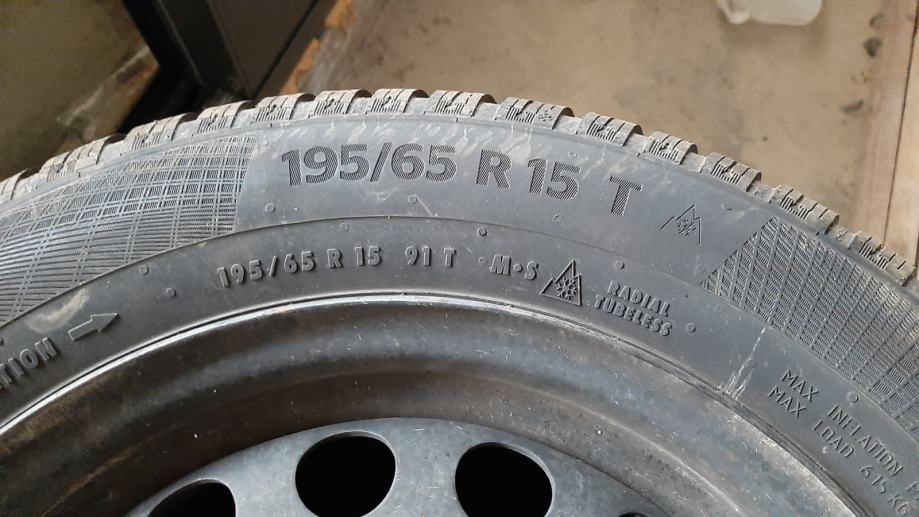 195/65 R 15 T
195/65 R 15 91 T ·M·S
RADIAL
TUBELESS
MAX INFLATION
MAX LOAD 615 KG